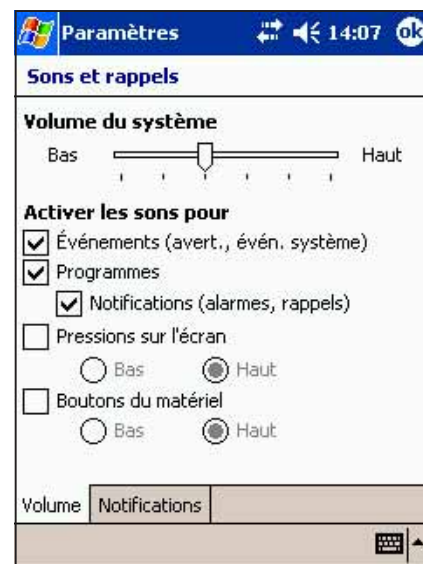 Paramètres 14:07 ok
Sons et rappels
Volume du système
Bas Haut
Activer les sons pour
Événements (avert., évén. système)
Programmes
Notifications (alarmes, rappels)
Pressions sur l'écran
Bas Haut
Boutons du matériel
Bas Haut
Volume Notifications